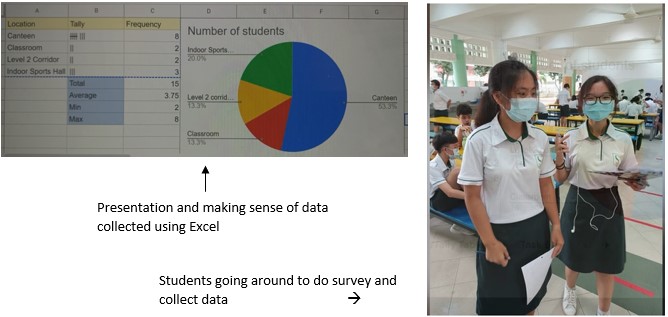 A B C D E F G
Location Tally Frequency
Canteen 卌 ||| 8
Classroom || 2
Level 2 Corridor || 2
Indoor Sports Hall ||| 3
Total 15
Average 3.75
Min 2
Max 8
Number of students
Indoor Sports...
20.0%
Level 2 corrid...
13.3%
Classroom
13.3%
Canteen
53.3%
Presentation and making sense of data
collected using Excel
Students going around to do survey and
collect data →